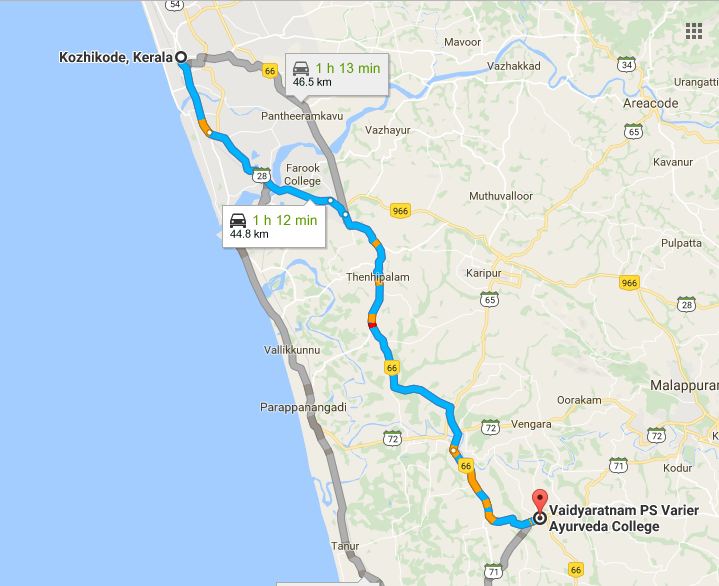 54
Kozhikode, Kerala
66
1 h 13 min
46.5 km
Mavoor
Vazhakkad
34
Urangatti
Areacode
65
Pantheeramkavu
Vazhayur
Kavanur
Farook
College
28
Muthuvalloor
966
1 h 12 min
44.8 km
Pulpatta
Thenhipalam
Karipur
966
65
28
Vallikkunnu
66
Malappuram
Parappanangadi
Oorakam
72
Vengara
72
72
66
71
Kodur
Vaidyaratnam PS Varier
Ayurveda College
Tanur
71
66